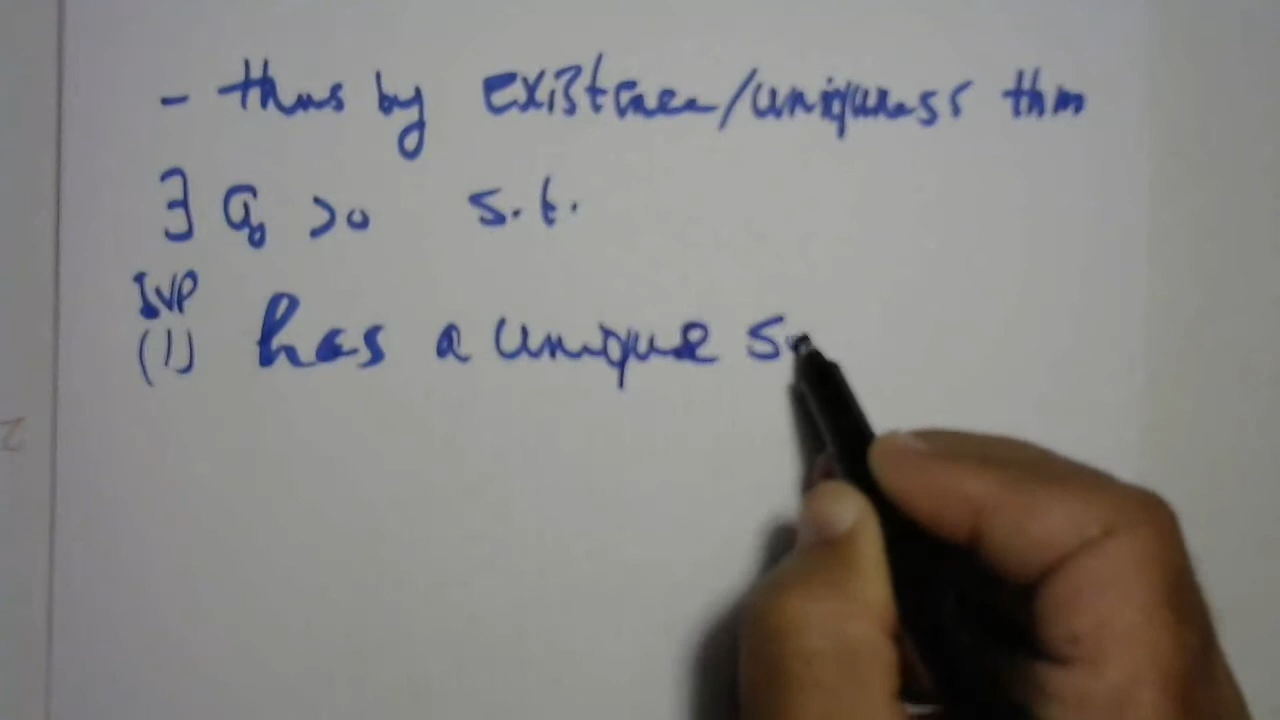 - thus by existence/uniqueness thm
∃ a₀ >0 s.t.
IVP
(1) has a unique so